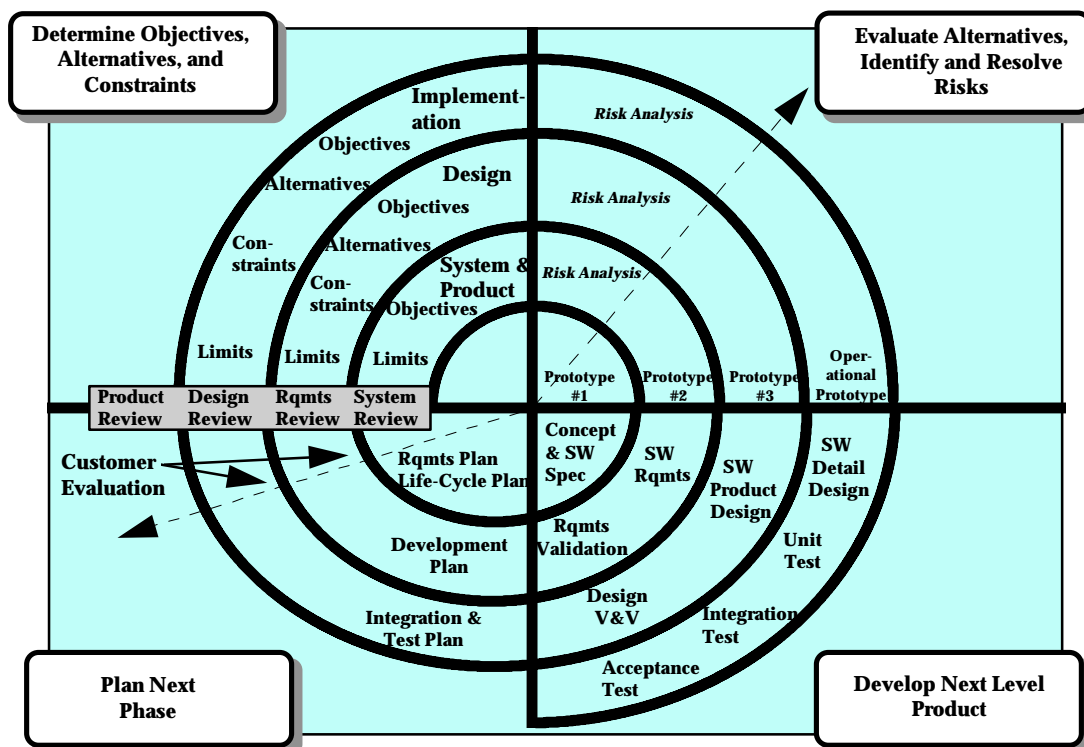 Determine Objectives,
Alternatives, and
Constraints
Evaluate Alternatives,
Identify and Resolve
Risks
Implement-
ation
Objectives
Alternatives
Con-
straints
Limits
Design
Objectives
Alternatives
Con-
straints
Limits
System &
Product
Objectives
Limits
Risk Analysis
Risk Analysis
Risk Analysis
Prototype
#1
Prototype
#2
Prototype
#3
Oper-
ational
Prototype
Product
Review
Design
Review
Rqmts
Review
System
Review
Customer
Evaluation
Rqmts Plan
Life-Cycle Plan
Development
Plan
Integration &
Test Plan
Concept
& SW
Spec
SW
Rqmts
SW
Product
Design
SW
Detail
Design
Rqmts
Validation
Design
V&V
Unit
Test
Integration
Test
Acceptance
Test
Plan Next
Phase
Develop Next Level
Product